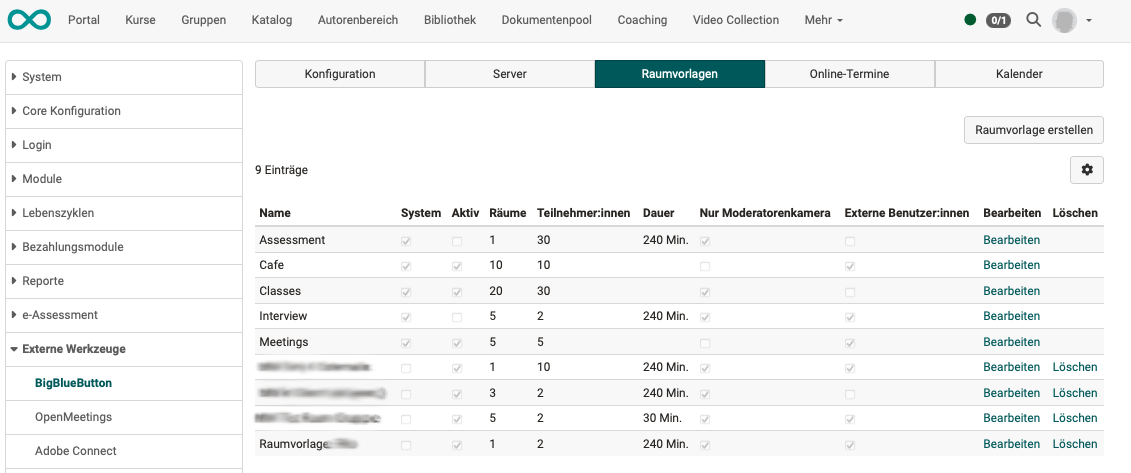 Portal Kurse Gruppen Katalog Autorenbereich Bibliothek Dokumentenpool Coaching Video Collection Mehr 0/1
System
Core Konfiguration
Login
Module
Lebenszyklen
Bezahlungsmodule
Reporte
e-Assessment
Externe Werkzeuge
BigBlueButton
OpenMeetings
Adobe Connect
Konfiguration Server Raumvorlagen Online-Termine Kalender
Raumvorlage erstellen
9 Einträge
Name System Aktiv Räume Teilnehmer:innen Dauer Nur Moderatorenkamera Externe Benutzer:innen Bearbeiten Löschen
Assessment 1 30 240 Min. Bearbeiten
Cafe 10 10 Bearbeiten
Classes 20 30 Bearbeiten
Interview 5 2 240 Min. Bearbeiten
Meetings 5 5 Bearbeiten
1 10 240 Min. Bearbeiten Löschen
3 2 240 Min. Bearbeiten Löschen
5 2 30 Min. Bearbeiten Löschen
Raumvorlage 1 2 240 Min. Bearbeiten Löschen